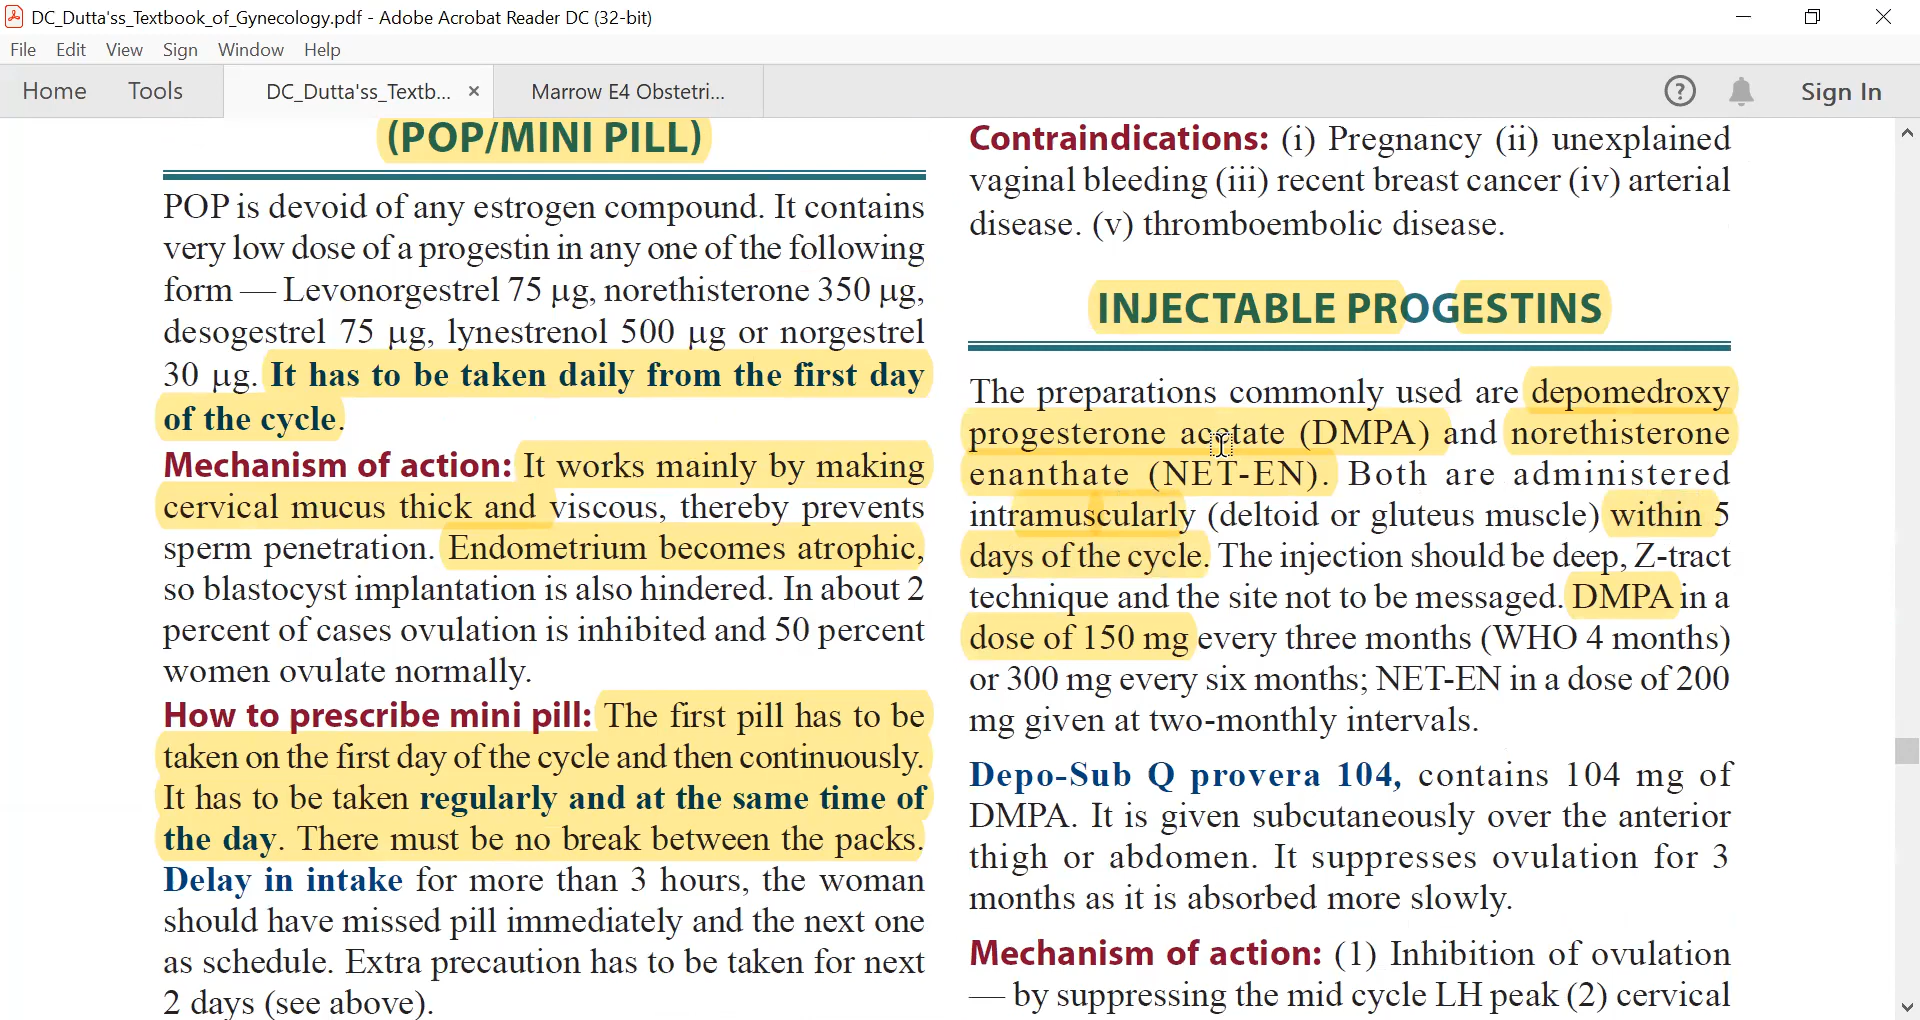 DC_Dutta'ss_Textbook_of_Gynecology.pdf - Adobe Acrobat Reader DC (32-bit)
File Edit View Sign Window Help
Home Tools DC_Dutta'ss_Textb... × Marrow E4 Obstetri... ? Sign In
(POP/MINI PILL)
POP is devoid of any estrogen compound. It contains
very low dose of a progestin in any one of the following
form — Levonorgestrel 75 µg, norethisterone 350 µg,
desogestrel 75 µg, lynestrenol 500 µg or norgestrel
30 µg. It has to be taken daily from the first day
of the cycle.
Mechanism of action: It works mainly by making
cervical mucus thick and viscous, thereby prevents
sperm penetration. Endometrium becomes atrophic,
so blastocyst implantation is also hindered. In about 2
percent of cases ovulation is inhibited and 50 percent
women ovulate normally.
How to prescribe mini pill: The first pill has to be
taken on the first day of the cycle and then continuously.
It has to be taken regularly and at the same time of
the day. There must be no break between the packs.
Delay in intake for more than 3 hours, the woman
should have missed pill immediately and the next one
as schedule. Extra precaution has to be taken for next
2 days (see above).
Contraindications: (i) Pregnancy (ii) unexplained
vaginal bleeding (iii) recent breast cancer (iv) arterial
disease. (v) thromboembolic disease.
INJECTABLE PROGESTINS
The preparations commonly used are depomedroxy
progesterone acetate (DMPA) and norethisterone
enanthate (NET-EN). Both are administered
intramuscularly (deltoid or gluteus muscle) within 5
days of the cycle. The injection should be deep, Z-tract
technique and the site not to be messaged. DMPA in a
dose of 150 mg every three months (WHO 4 months)
or 300 mg every six months; NET-EN in a dose of 200
mg given at two-monthly intervals.
Depo-Sub Q provera 104, contains 104 mg of
DMPA. It is given subcutaneously over the anterior
thigh or abdomen. It suppresses ovulation for 3
months as it is absorbed more slowly.
Mechanism of action: (1) Inhibition of ovulation
— by suppressing the mid cycle LH peak (2) cervical